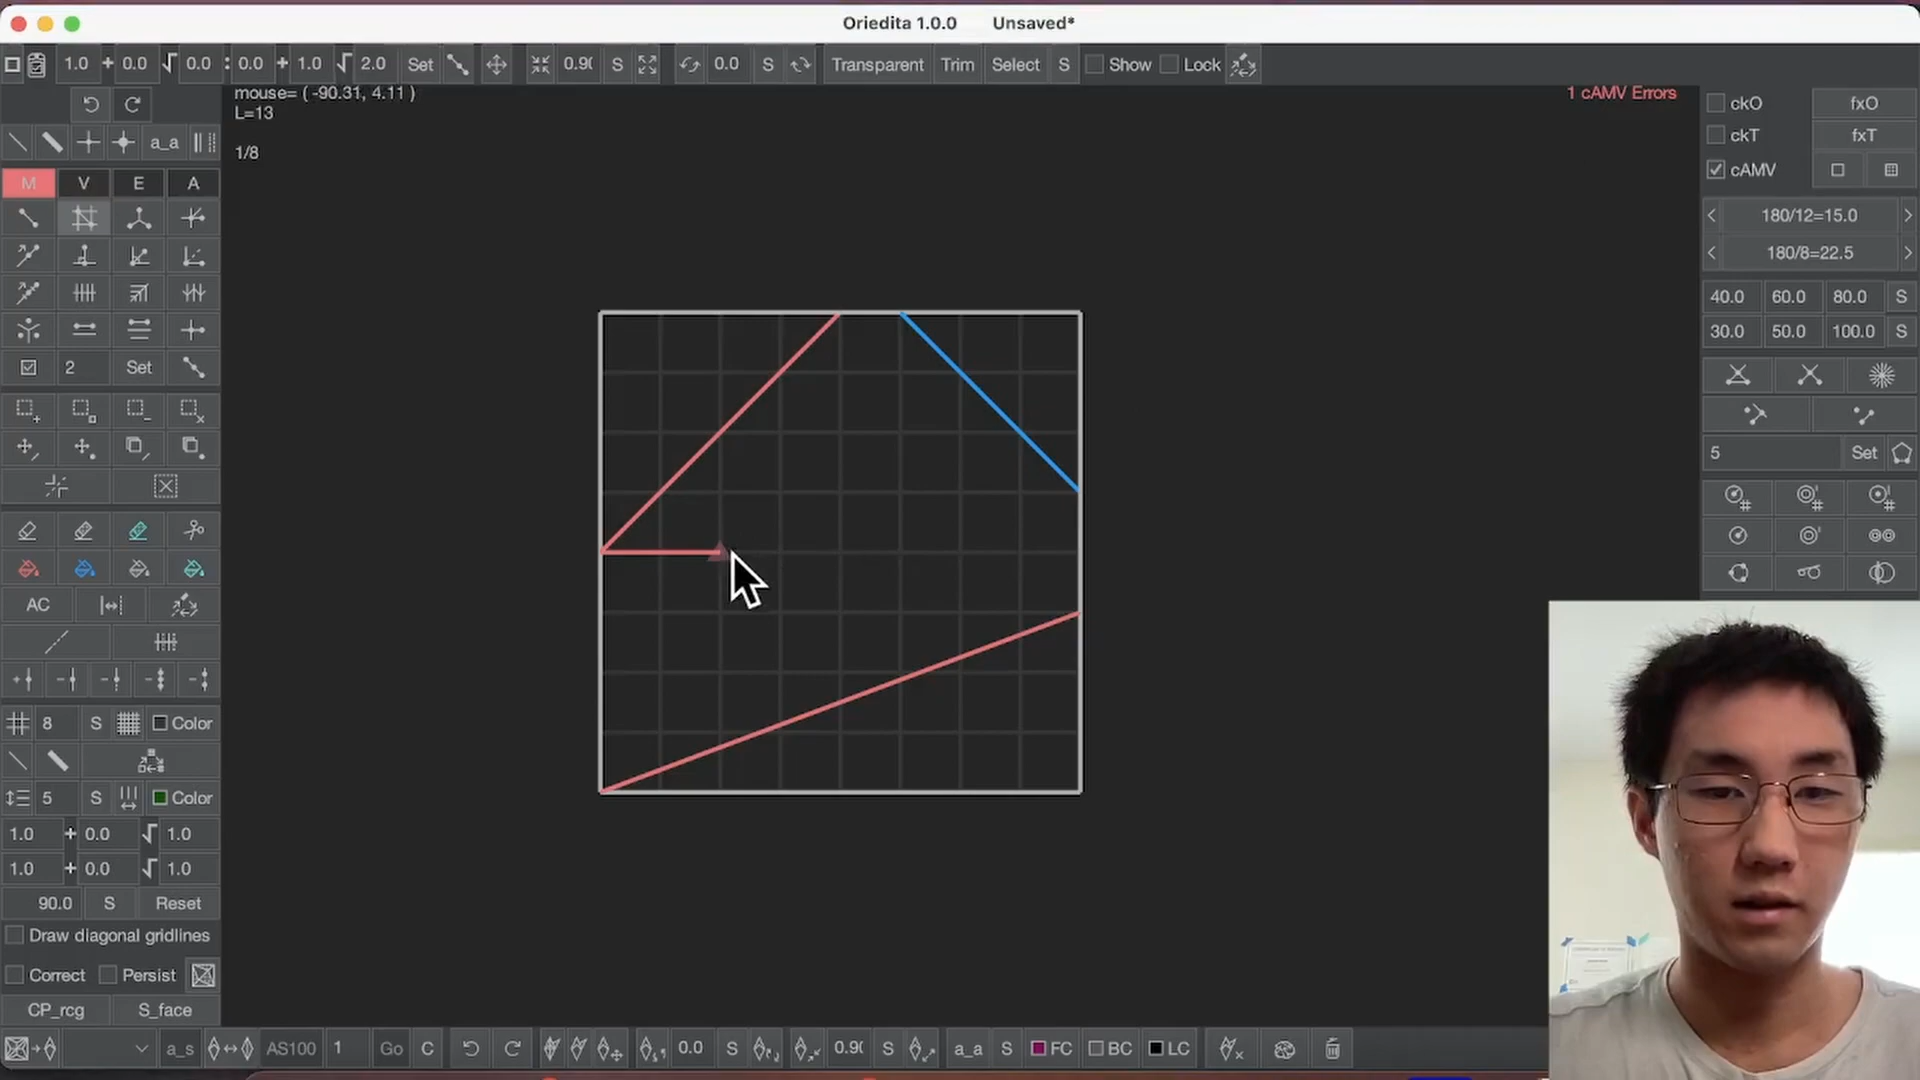 Oriedita 1.0.0 Unsaved*
1.0 + 0.0 √ 0.0 : 0.0 + 1.0 √ 2.0 Set 0.90 S 0.0 S Transparent Trim Select S Show Lock
mouse= ( -90.31, 4.11 )
L=13
1/8
1 cAMV Errors
a_a
M V E A
2 Set
AC
8 S Color
5 S Color
1.0 + 0.0 √ 1.0
1.0 + 0.0 √ 1.0
90.0 S Reset
Draw diagonal gridlines
Correct Persist
CP_rcg S_face
a_s AS100 1 Go C 0.0 S 0.90 S a_a S FC BC LC
ckO fxO
ckT fxT
cAMV
< 180/12=15.0 >
< 180/8=22.5 >
40.0 60.0 80.0 S
30.0 50.0 100.0 S
5 Set